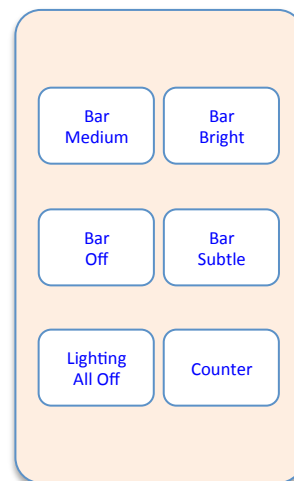 Bar
Medium
Bar
Bright
Bar
Off
Bar
Subtle
Lighting
All Off
Counter